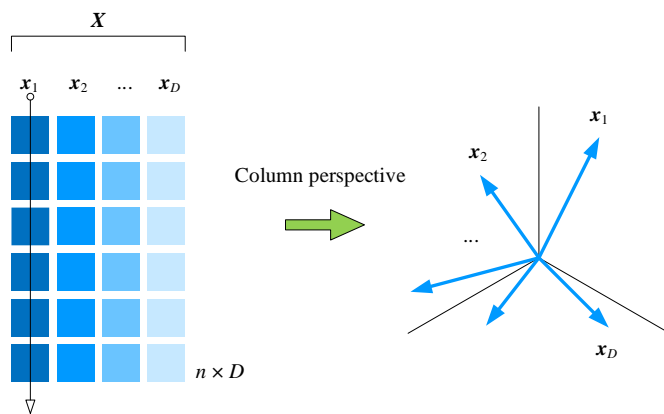 X
x1 x2 ... xD
n × D
Column perspective
x1
x2
...
xD